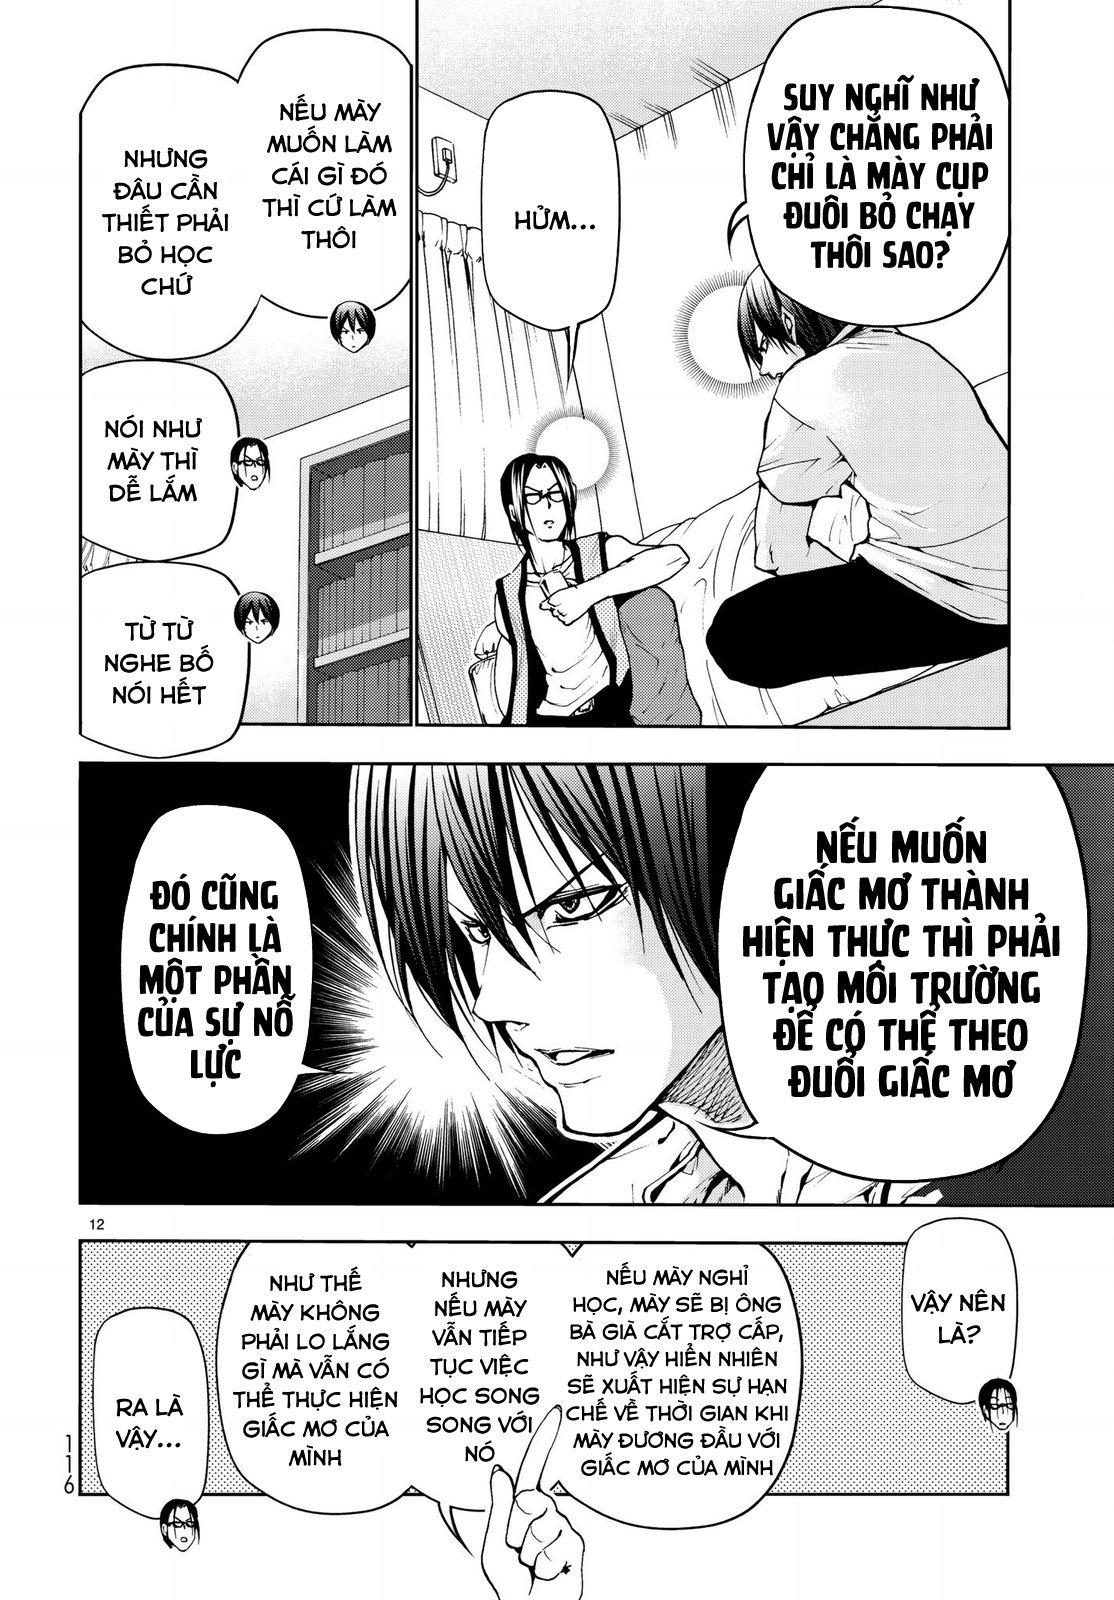 SUY NGHĨ NHƯ
VẬY CHẲNG PHẢI
CHỈ LÀ MÀY CỤP
ĐUÔI BỎ CHẠY
THÔI SAO?
HỬM...
NẾU MÀY
MUỐN LÀM
CÁI GÌ ĐÓ
THÌ CỨ LÀM
THÔI
NHƯNG
ĐÂU CẦN
THIẾT PHẢI
BỎ HỌC
CHỨ
NÓI NHƯ
MÀY THÌ
DỄ LẮM
TỪ TỪ
NGHE BỐ
NÓI HẾT
NẾU MUỐN
GIẤC MƠ THÀNH
HIỆN THỰC THÌ PHẢI
TẠO MÔI TRƯỜNG
ĐỂ CÓ THỂ THEO
ĐUỔI GIẤC MƠ
ĐÓ CŨNG
CHÍNH LÀ
MỘT PHẦN
CỦA SỰ NỖ
LỰC
12
VẬY NÊN
LÀ?
NẾU MÀY NGHỈ
HỌC, MÀY SẼ BỊ ÔNG
BÀ GIÀ CẮT TRỢ CẤP,
NHƯ VẬY HIỂN NHIÊN
SẼ XUẤT HIỆN SỰ HẠN
CHẾ VỀ THỜI GIAN KHI
MÀY ĐƯƠNG ĐẦU VỚI
GIẤC MƠ CỦA MÌNH
NHƯNG
NẾU MÀY
VẪN TIẾP
TỤC VIỆC
HỌC SONG
SONG VỚI
NÓ
NHƯ THẾ
MÀY KHÔNG
PHẢI LO LẮNG
GÌ MÀ VẪN CÓ
THỂ THỰC HIỆN
GIẤC MƠ CỦA
MÌNH
RA LÀ
VẬY...
116